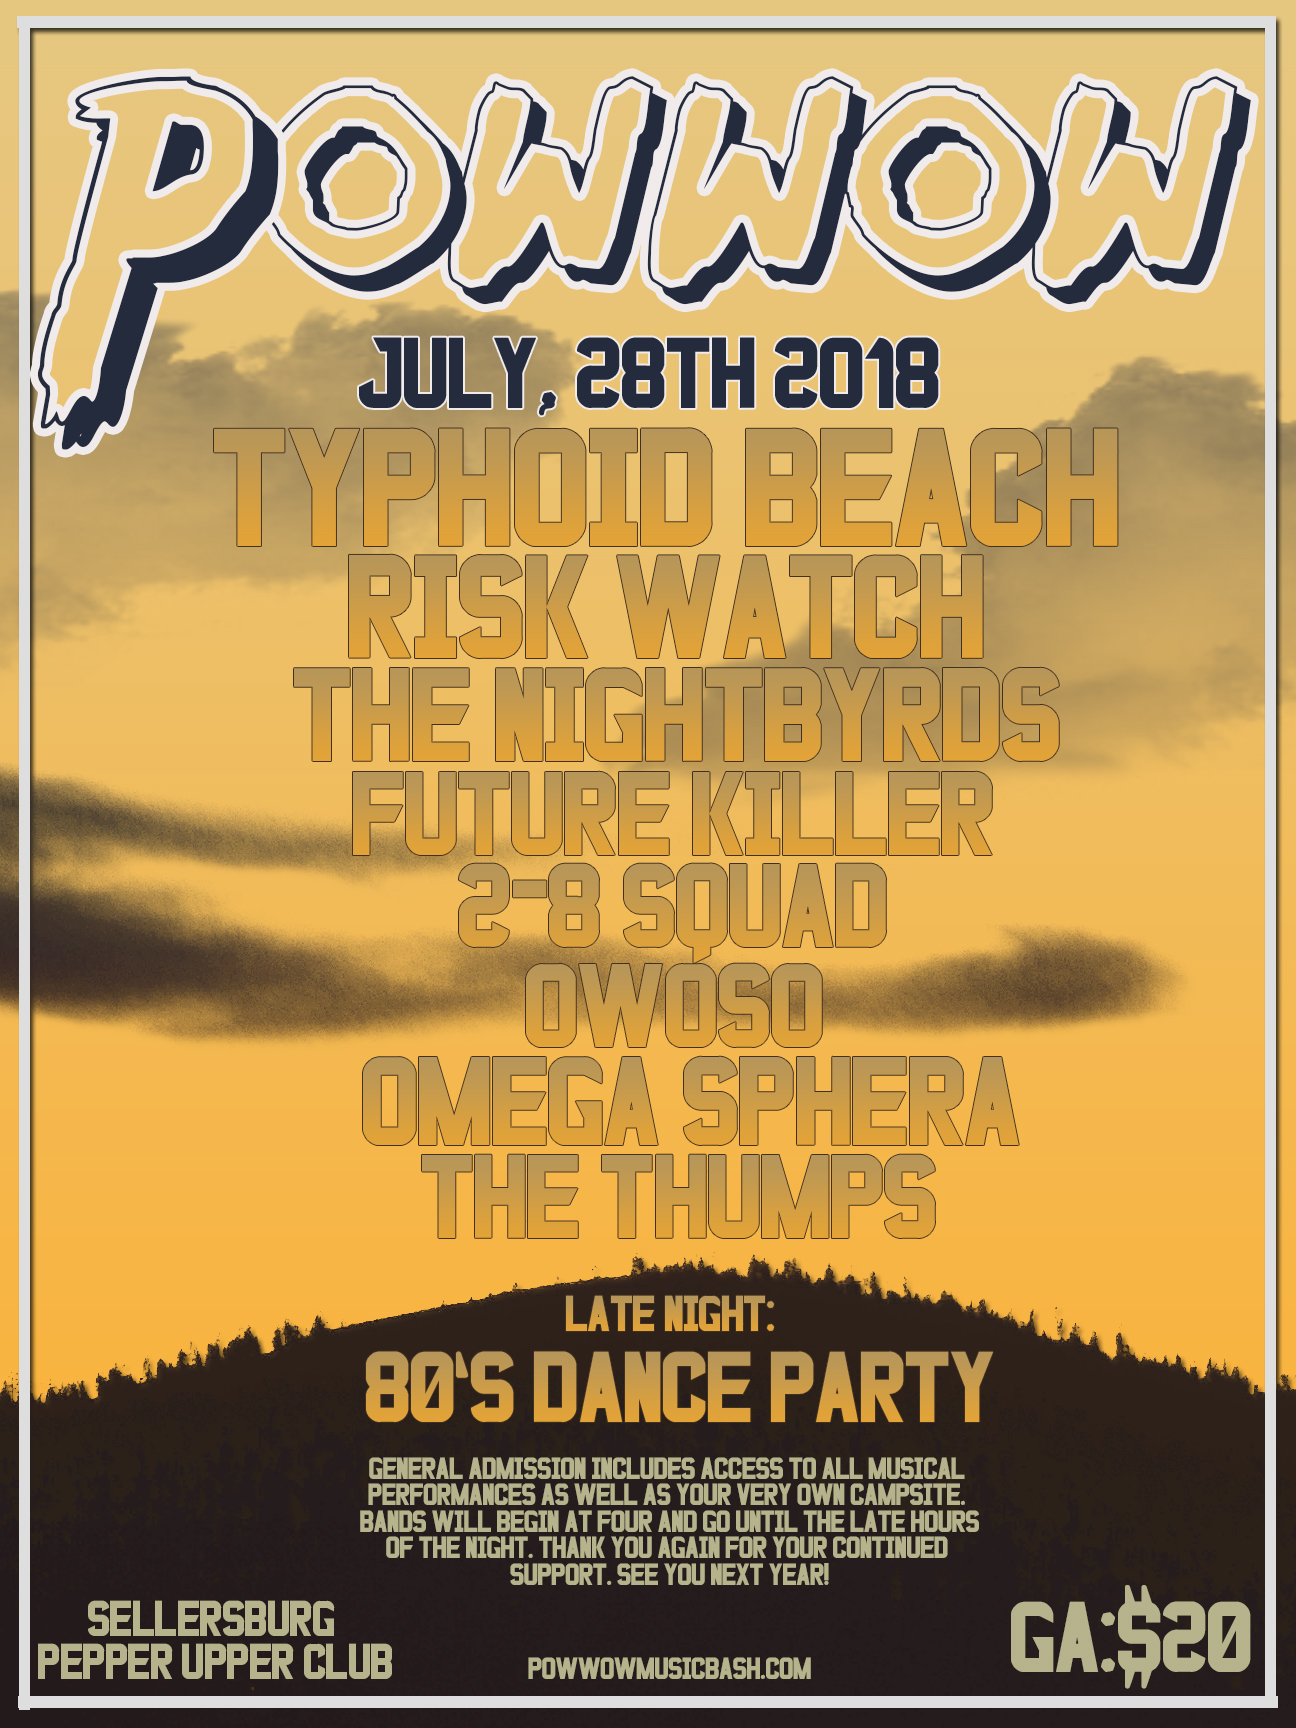 POWWOW
JULY, 28TH 2018
TYPHOID BEACH
RISK WATCH
THE NIGHTBYRDS
FUTURE KILLER
2-8 SQUAD
OWOSO
OMEGA SPHERA
THE THUMPS
LATE NIGHT:
80'S DANCE PARTY
GENERAL ADMISSION INCLUDES ACCESS TO ALL MUSICAL
PERFORMANCES AS WELL AS YOUR VERY OWN CAMPSITE.
BANDS WILL BEGIN AT FOUR AND GO UNTIL THE LATE HOURS
OF THE NIGHT. THANK YOU AGAIN FOR YOUR CONTINUED
SUPPORT. SEE YOU NEXT YEAR!
SELLERSBURG
PEPPER UPPER CLUB
POWWOWMUSICBASH.COM
GA:$20